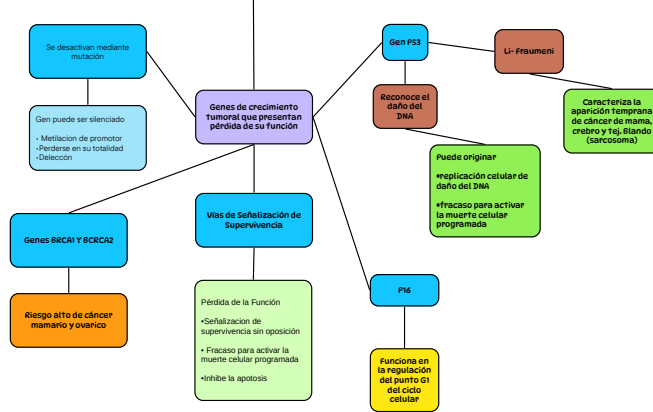 Se desactivan mediante
mutación
Gen puede ser silenciado
• Metilacion de promotor
•Perderse en su totalidad
•Deleccón
Genes de crecimiento
tumoral que presentan
pérdida de su función
Gen P53
Li- Fraumeni
Reconoce el
daño del
DNA
Caracteriza la
aparición temprana
de cáncer de mama,
crebro y tej. Blando
(sarcosoma)
Puede originar
•replicación celular de
daño del DNA
•fracaso para activar
la muerte celular
programada
Genes BRCA1 Y BCRCA2
Riesgo alto de cáncer
mamario y ovarico
Vías de Señalización de
Supervivencia
Pérdida de la Función
•Señalizacion de
supervivencia sin oposición
• Fracaso para activar la
muerte celular programada
•Inhibe la apotosis
P16
Funciona en
la regulación
del punto G1
del ciclo
celular